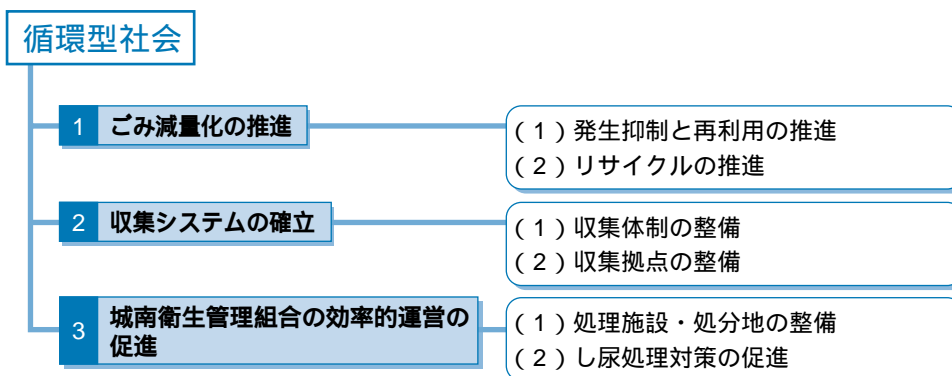 循環型社会
1 ごみ減量化の推進
(1)発生抑制と再利用の推進
(2)リサイクルの推進
2 収集システムの確立
(1)収集体制の整備
(2)収集拠点の整備
3 城南衛生管理組合の効率的運営の
促進
(1)処理施設・処分地の整備
(2)し尿処理対策の促進